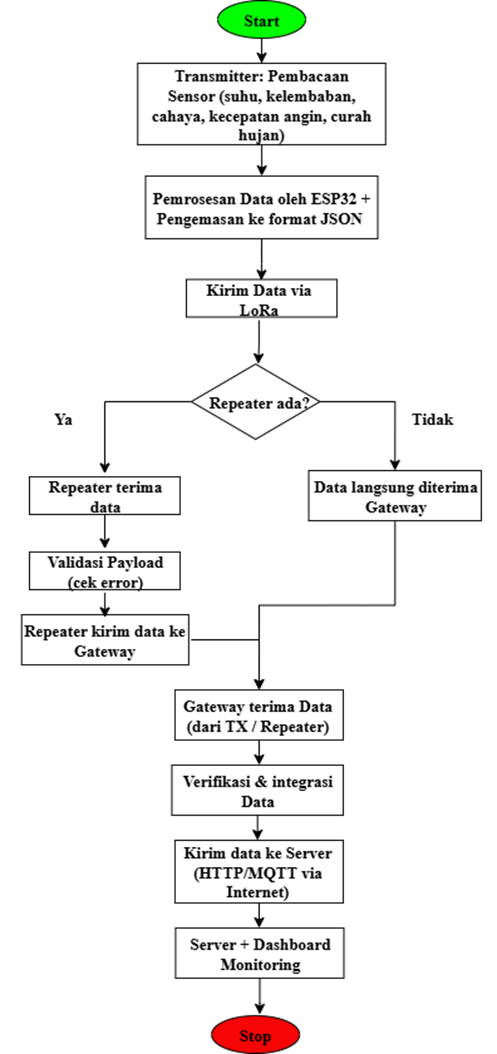 Start
Transmitter: Pembacaan
Sensor (suhu, kelembaban,
cahaya, kecepatan angin, curah
hujan)
Pemrosesan Data oleh ESP32 +
Pengemasan ke format JSON
Kirim Data via
LoRa
Repeater ada?
Ya
Tidak
Repeater terima
data
Data langsung diterima
Gateway
Validasi Payload
(cek error)
Repeater kirim data ke
Gateway
Gateway terima Data
(dari TX / Repeater)
Verifikasi & integrasi
Data
Kirim data ke Server
(HTTP/MQTT via
Internet)
Server + Dashboard
Monitoring
Stop